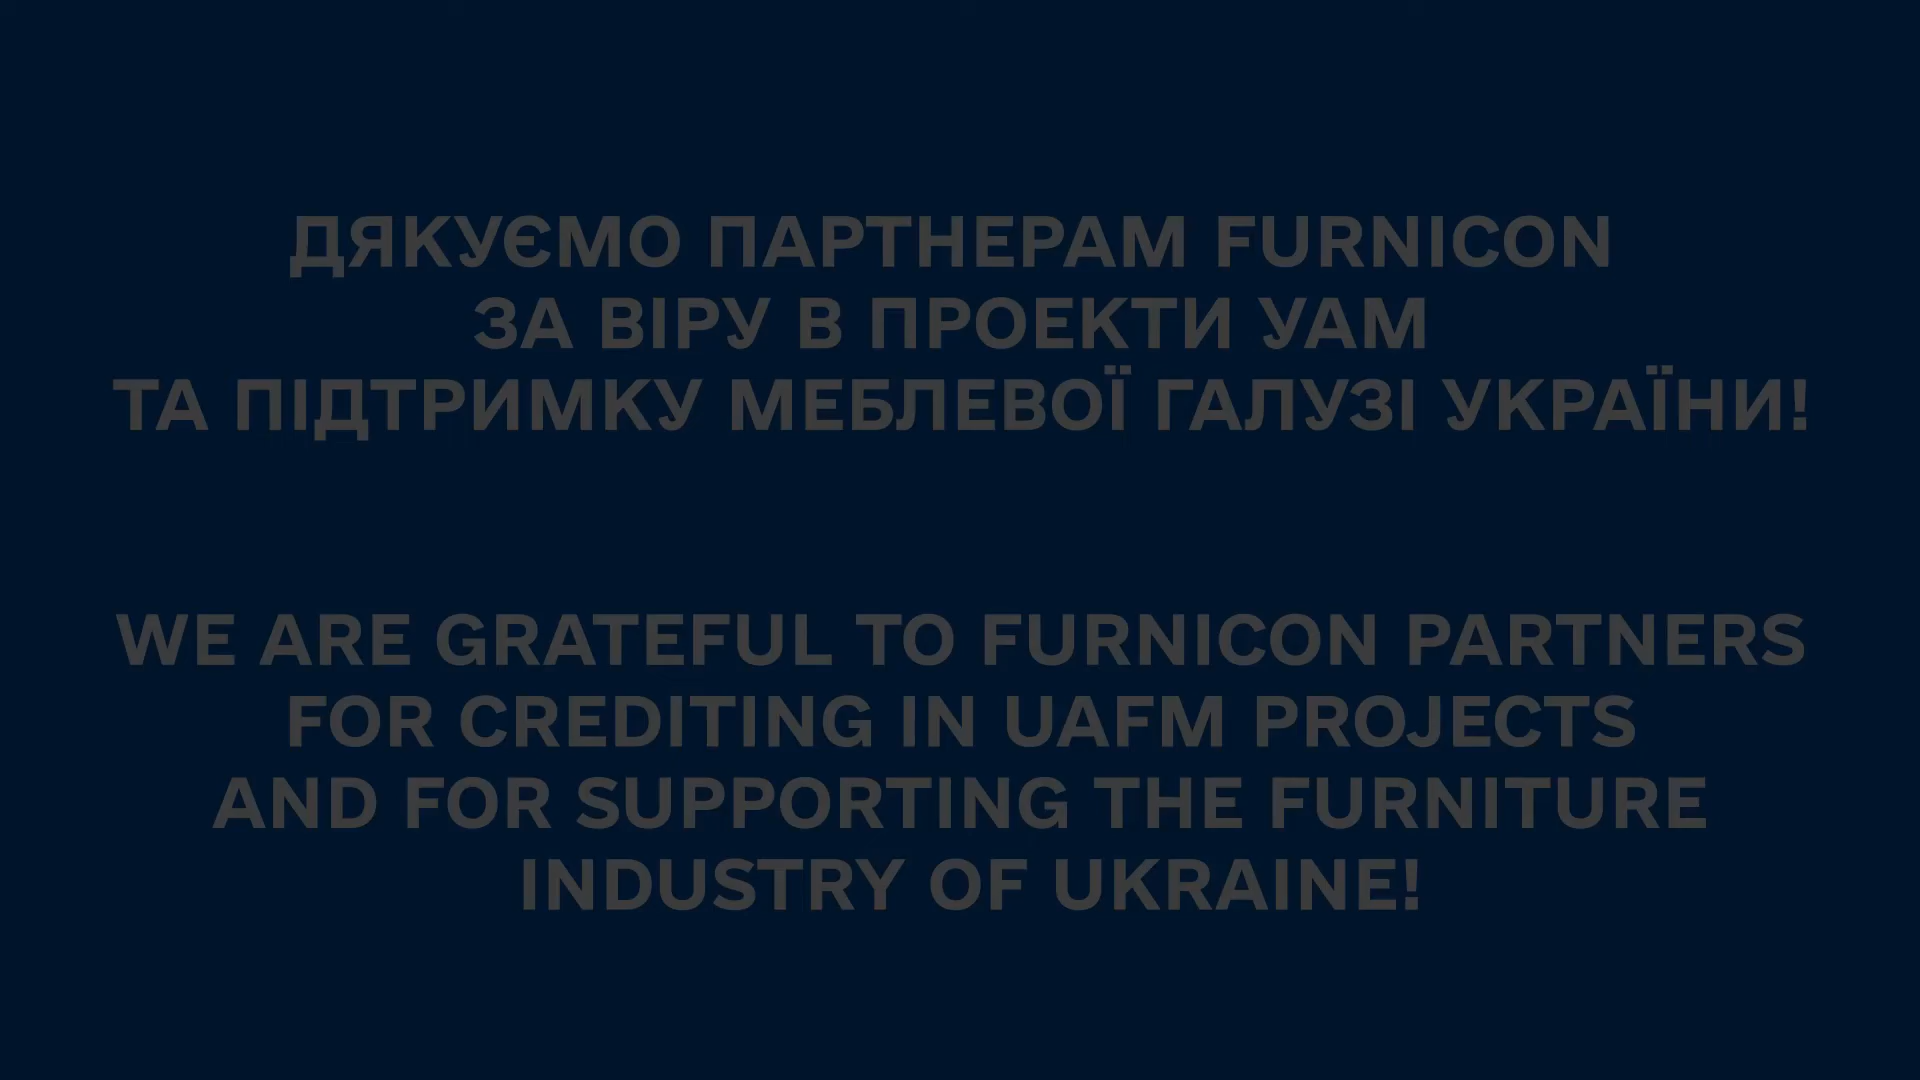 ДЯКУЄМО ПАРТНЕРАМ FURNICON
ЗА ВІРУ В ПРОЕКТИ УАМ
ТА ПІДТРИМКУ МЕБЛЕВОЇ ГАЛУЗІ УКРАЇНИ!
WE ARE GRATEFUL TO FURNICON PARTNERS
FOR CREDITING IN UAFM PROJECTS
AND FOR SUPPORTING THE FURNITURE
INDUSTRY OF UKRAINE!